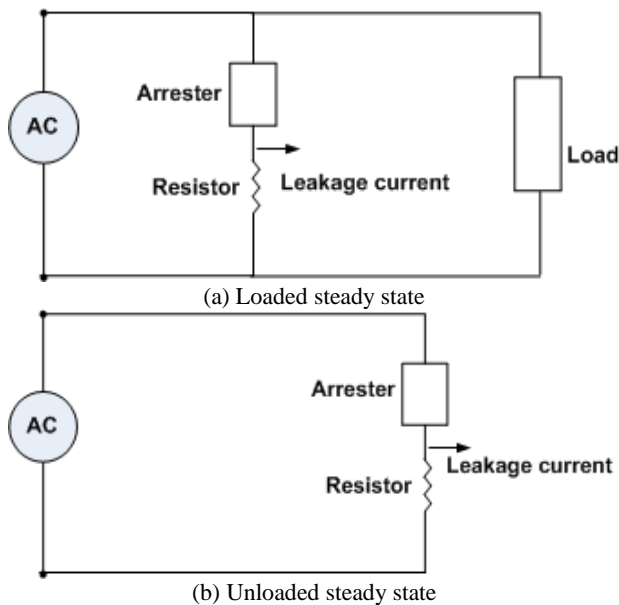 Arrester
AC
Load
Resistor
Leakage current
(a) Loaded steady state
Arrester
AC
Leakage current
Resistor
(b) Unloaded steady state